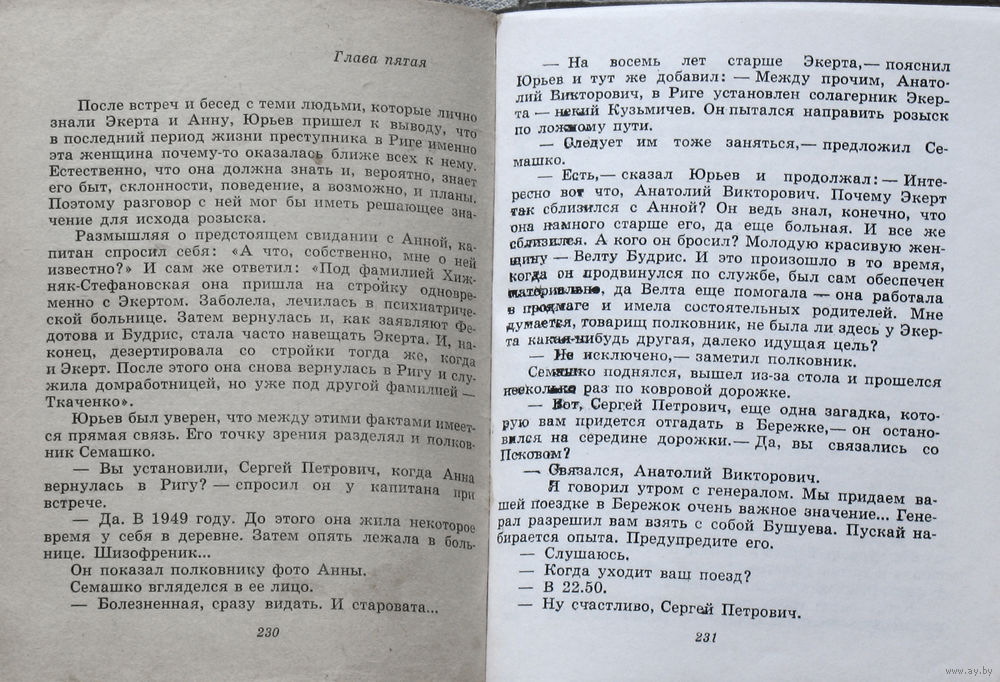 Глава пятая
После встреч и бесед с теми людьми, которые лично
знали Экерта и Анну, Юрьев пришел к выводу, что
в последний период жизни преступника в Риге именно
эта женщина почему-то оказалась ближе всех к нему.
Естественно, что она должна знать и, вероятно, знает
его быт, склонности, поведение, а возможно, и планы.
Поэтому разговор с ней мог бы иметь решающее зна-
чение для исхода розыска.
Размышляя о предстоящем свидании с Анной, ка-
питан спросил себя: «А что, собственно, мне о ней
известно?» И сам же ответил: «Под фамилией Хиж-
няк-Стефановская она пришла на стройку одновре-
менно с Экертом. Заболела, лечилась в психиатриче-
ской больнице. Затем вернулась и, как заявляют Фе-
дотова и Будрис, стала часто навещать Экерта. И, на-
конец, дезертировала со стройки тогда же, когда
и Экерт. После этого она снова вернулась в Ригу и слу-
жила домработницей, но уже под другой фамилией —
Ткаченко».
Юрьев был уверен, что между этими фактами имеет-
ся прямая связь. Его точку зрения разделял и полков-
ник Семашко.
— Вы установили, Сергей Петрович, когда Анна
вернулась в Ригу? — спросил он у капитана при
встрече.
— Да. В 1949 году. До этого она жила некоторое
время у себя в деревне. Затем опять лежала в боль-
нице. Шизофреник...
Он показал полковнику фото Анны.
Семашко вгляделся в ее лицо.
— Болезненная, сразу видать. И старовата...
230
— На восемь лет старше Экерта,— пояснил
Юрьев и тут же добавил: — Между прочим, Анато-
лий Викторович, в Риге установлен солагерник Экер-
та — некий Кузьмичев. Он пытался направить розыск
по ложному пути.
— Следует им тоже заняться,— предложил Се-
машко.
— Есть,— сказал Юрьев и продолжал: — Инте-
ресно вот что, Анатолий Викторович. Почему Экерт
так сблизился с Анной? Он ведь знал, конечно, что
она намного старше его, да еще больная. И все же
сблизился. А кого он бросил? Молодую красивую жен-
щину — Велту Будрис. И это произошло в то время,
когда он продвинулся по службе, был сам обеспечен
материально, да Велта еще помогала — она работала
в продмаге и имела состоятельных родителей. Мне
думается, товарищ полковник, не была ли здесь у Экер-
та какая-нибудь другая, далеко идущая цель?
— Не исключено,— заметил полковник.
Семашко поднялся, вышел из-за стола и прошелся
несколько раз по ковровой дорожке.
— Вот, Сергей Петрович, еще одна загадка, кото-
рую вам придется отгадать в Бережке,— он остано-
вился на середине дорожки.— Да, вы связались со
Псковом?
— Связался, Анатолий Викторович.
Я говорил утром с генералом. Мы придаем ва-
шей поездке в Бережок очень важное значение... Гене-
рал разрешил вам взять с собой Бушуева. Пускай на-
бирается опыта. Предупредите его.
— Слушаюсь.
— Когда уходит ваш поезд?
— В 22.50.
— Ну счастливо, Сергей Петрович.
231
www.ay.by